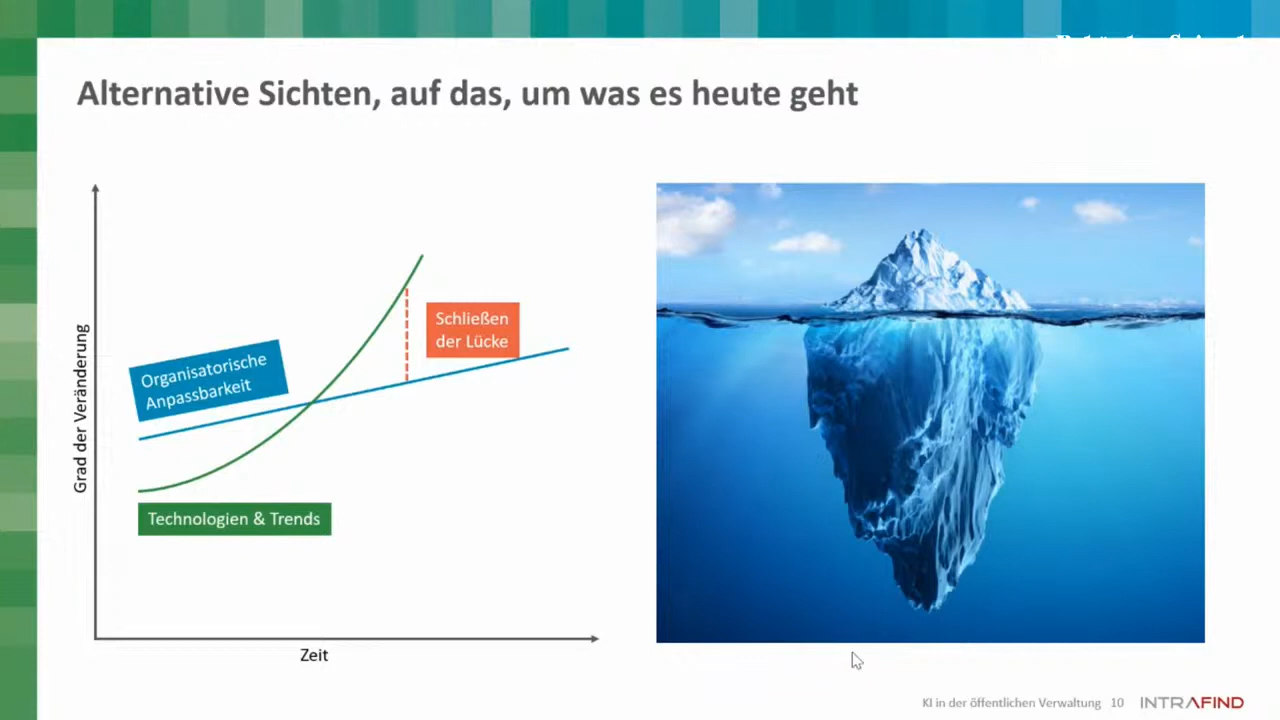 Alternative Sichten, auf das, um was es heute geht
Grad der Veränderung
Organisatorische
Anpassbarkeit
Schließen
der Lücke
Technologien & Trends
Zeit
KI in der öffentlichen Verwaltung 10 INTRAFIND